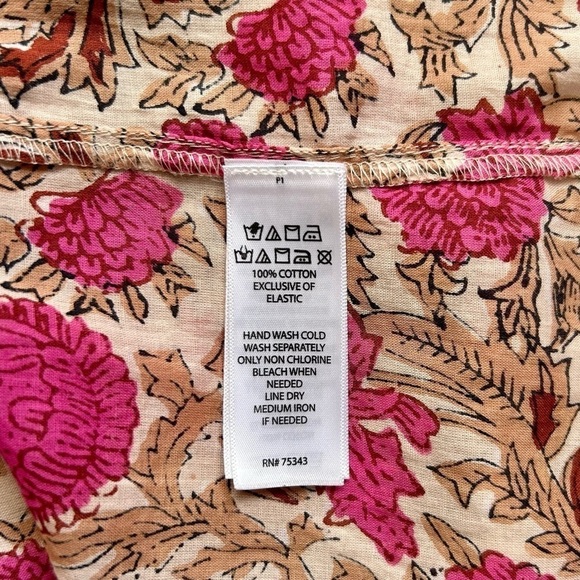 P1
100% COTTON
EXCLUSIVE OF
ELASTIC
HAND WASH COLD
WASH SEPARATELY
ONLY NON CHLORINE
BLEACH WHEN
NEEDED
LINE DRY
MEDIUM IRON
IF NEEDED
RN# 75343